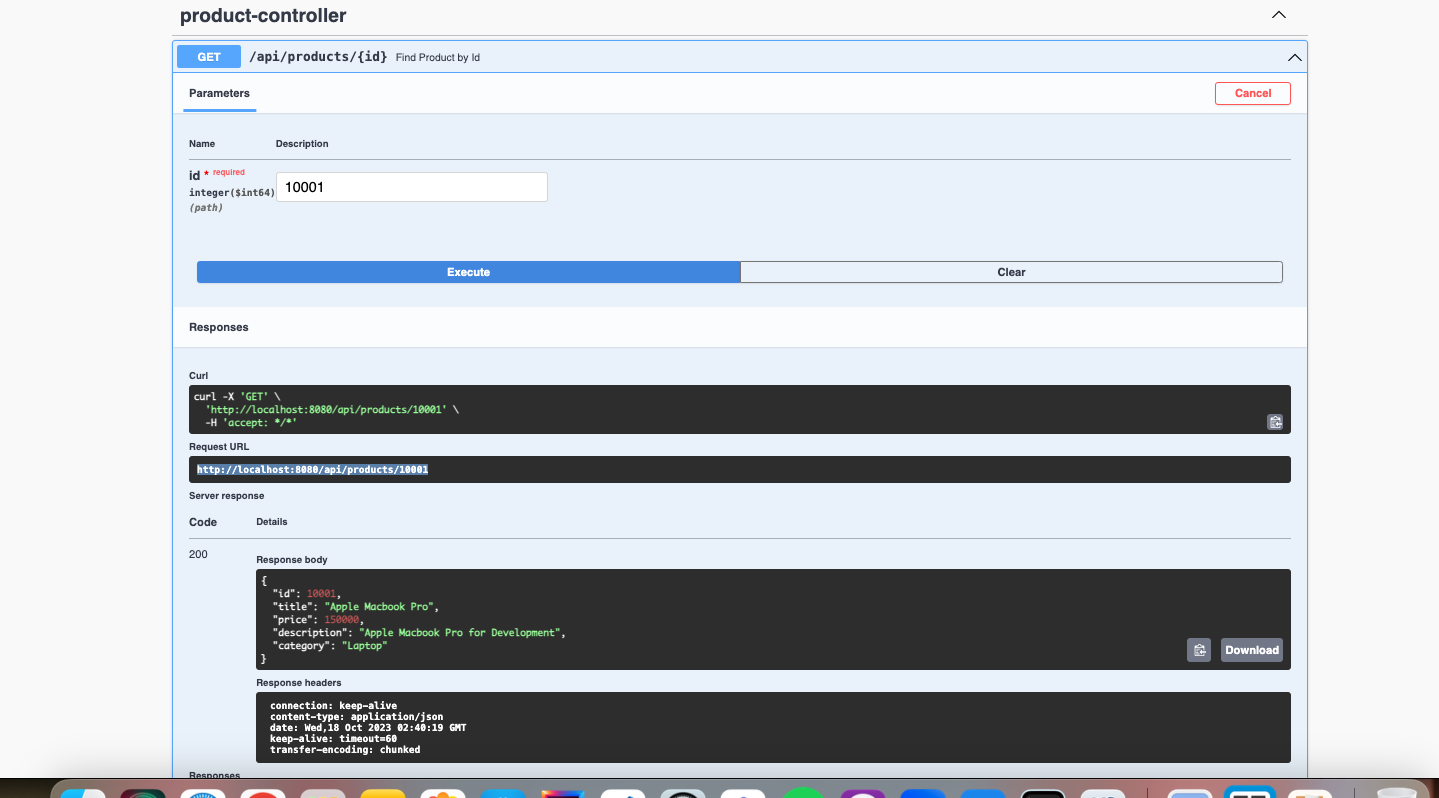 product-controller
GET /api/products/{id} Find Product by Id
Parameters
Cancel
Name Description
id * required
integer($int64)
(path)
10001
Execute Clear
Responses
Curl
curl -X 'GET' \
'http://localhost:8080/api/products/10001' \
-H 'accept: */*'
Request URL
http://localhost:8080/api/products/10001
Server response
Code Details
200
Response body
{
"id": 10001,
"title": "Apple Macbook Pro",
"price": 150000,
"description": "Apple Macbook Pro for Development",
"category": "Laptop"
}
Download
Response headers
connection: keep-alive
content-type: application/json
date: Wed,18 Oct 2023 02:40:19 GMT
keep-alive: timeout=60
transfer-encoding: chunked
Responses